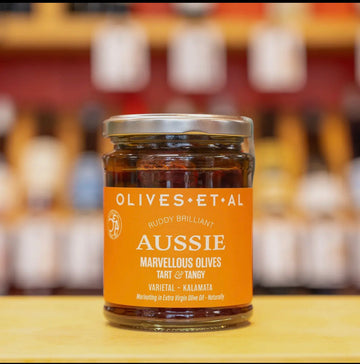 OLIVES·ET·AL
RUDDY BRILLIANT
AUSSIE
MARVELLOUS OLIVES
TART & TANGY
VARIETAL - KALAMATA
Marinating in Extra Virgin Olive Oil - Naturally